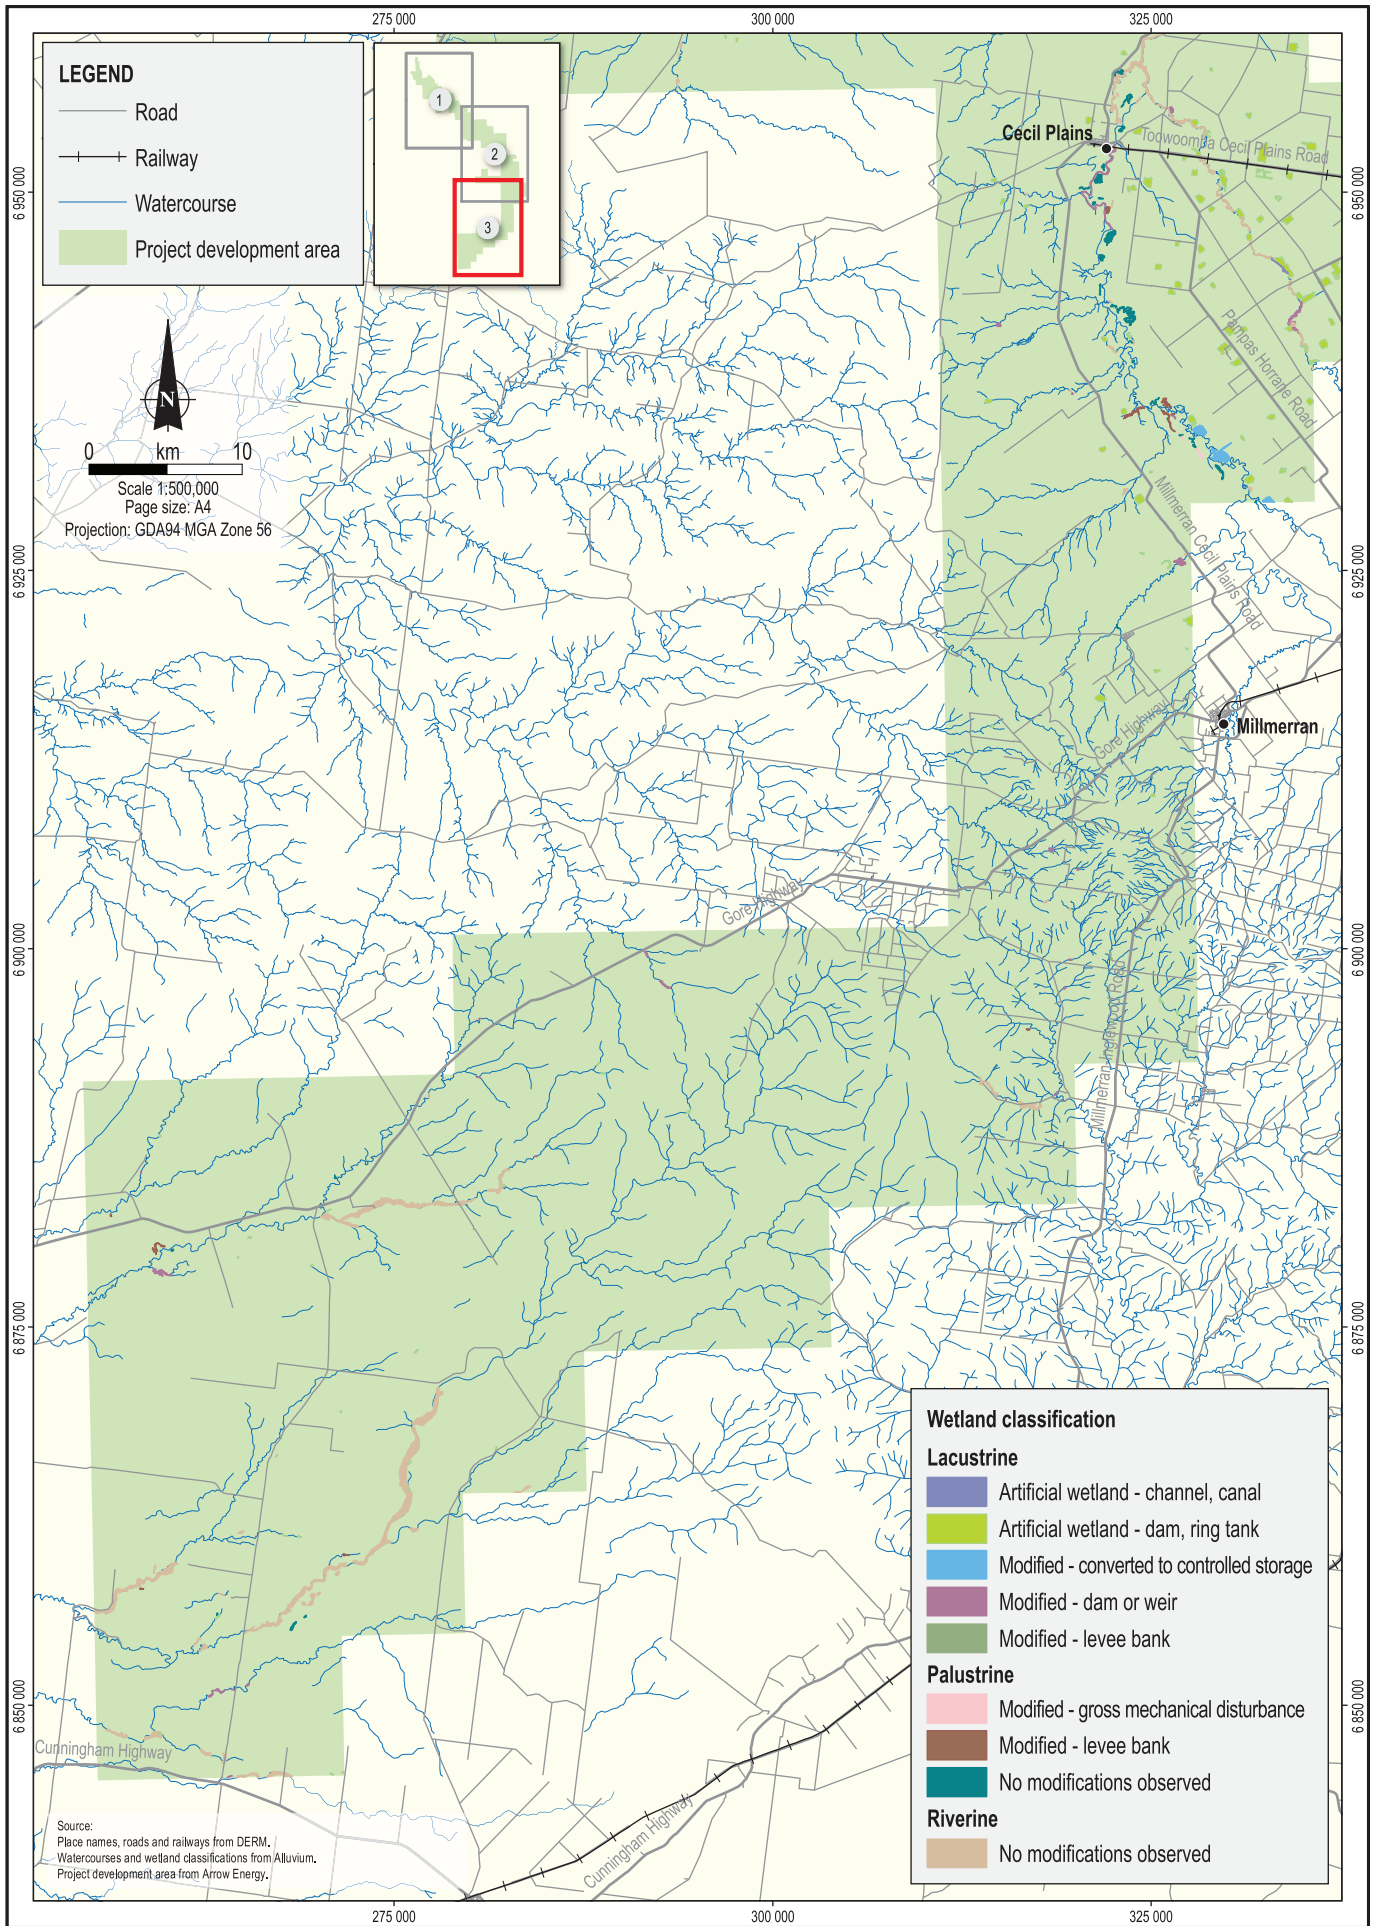 275 000
300 000
325 000
LEGEND
Road
Railway
Watercourse
Project development area
1
2
3
N
0 km 10
Scale 1:500,000
Page size: A4
Projection: GDA94 MGA Zone 56
Cecil Plains
Toowoomba Cecil Plains Road
Pampas Horrane Road
Millmerran Cecil Plains Road
Gore Highway
Millmerran
Gore Highway
Millmerran Inglewood Road
Cunningham Highway
Cunningham Highway
6 950 000
6 925 000
6 900 000
6 875 000
6 850 000
6 950 000
6 925 000
6 900 000
6 875 000
6 850 000
Wetland classification
Lacustrine
Artificial wetland - channel, canal
Artificial wetland - dam, ring tank
Modified - converted to controlled storage
Modified - dam or weir
Modified - levee bank
Palustrine
Modified - gross mechanical disturbance
Modified - levee bank
No modifications observed
Riverine
No modifications observed
Source:
Place names, roads and railways from DERM.
Watercourses and wetland classifications from Alluvium.
Project development area from Arrow Energy.
275 000
300 000
325 000